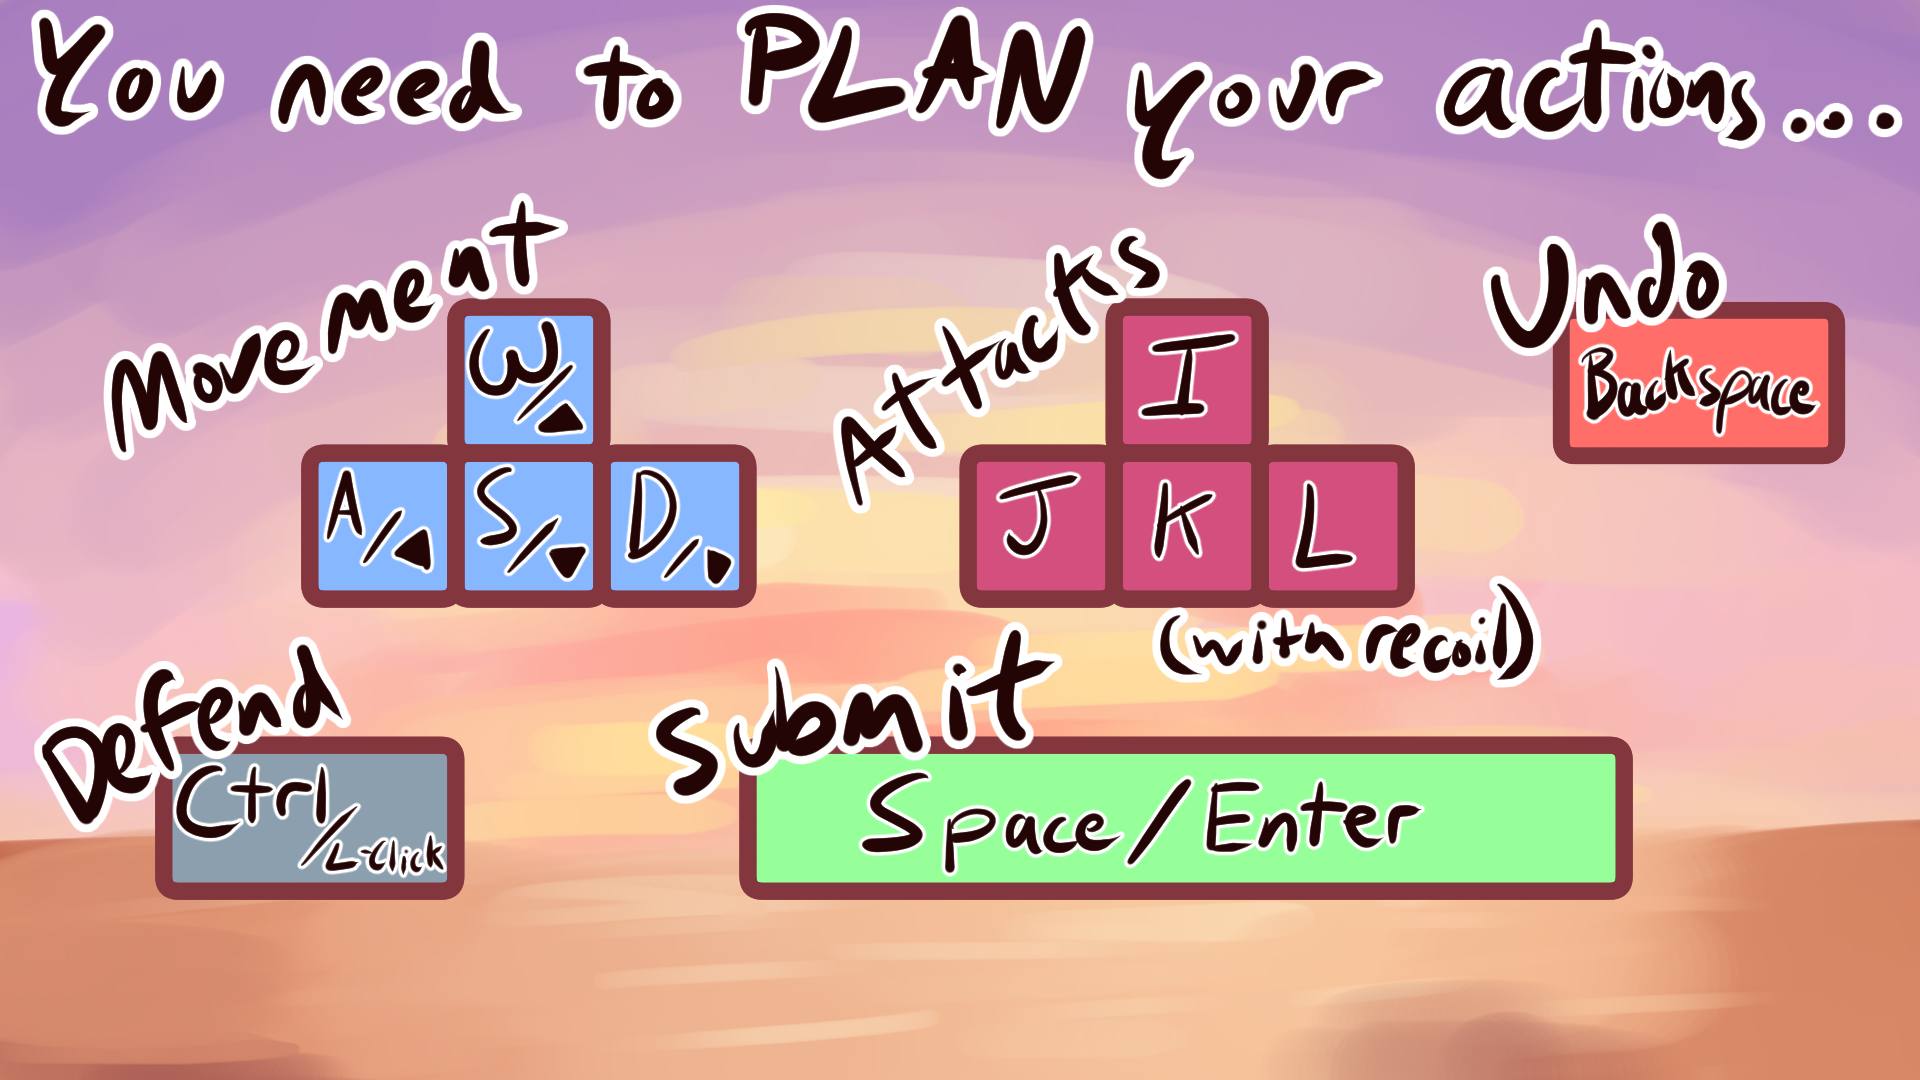 You need to PLAN your actions...
Movement
W/▲
A/◀ S/▼ D/▶
Attacks
I
J K L
(with recoil)
Undo
Backspace
Defend
Ctrl/L-Click
Submit
Space/Enter